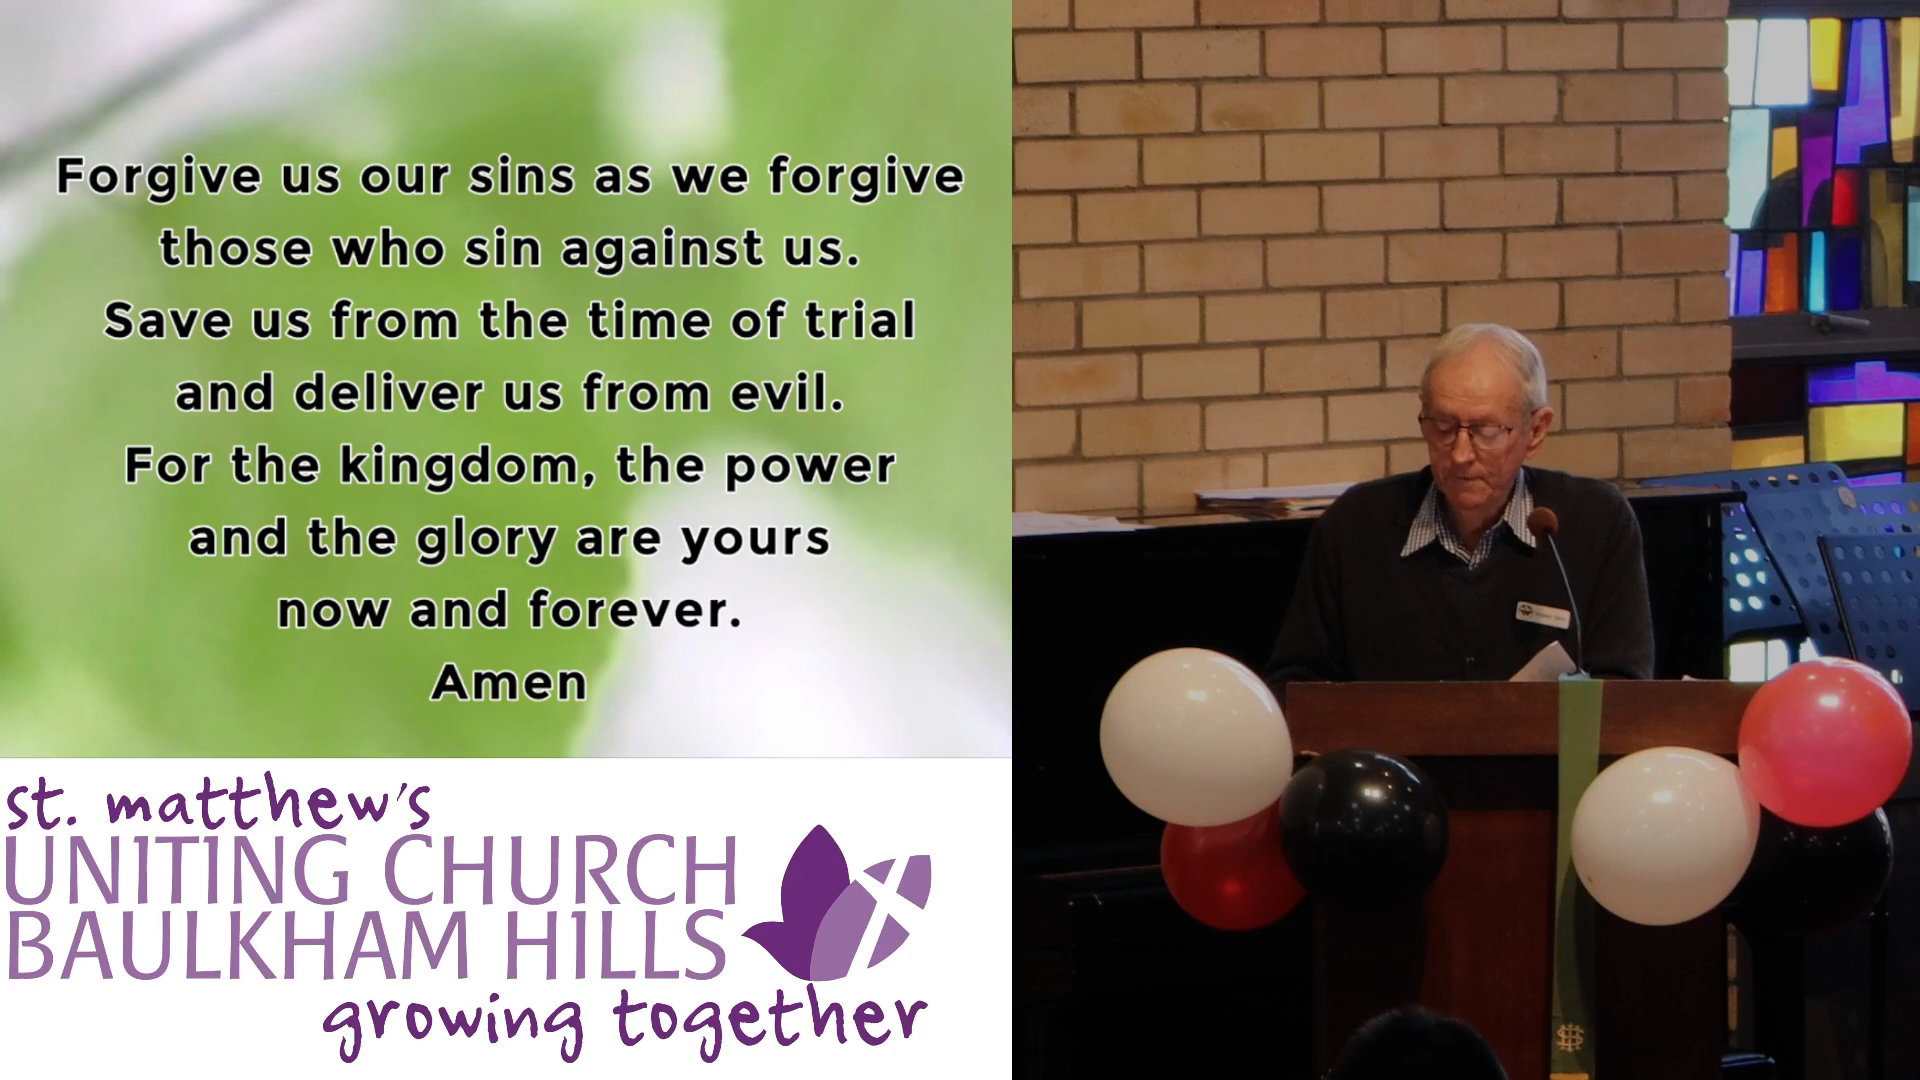 Forgive us our sins as we forgive
those who sin against us.
Save us from the time of trial
and deliver us from evil.
For the kingdom, the power
and the glory are yours
now and forever.
Amen
st. matthew's
UNITING CHURCH
BAULKHAM HILLS
growing together